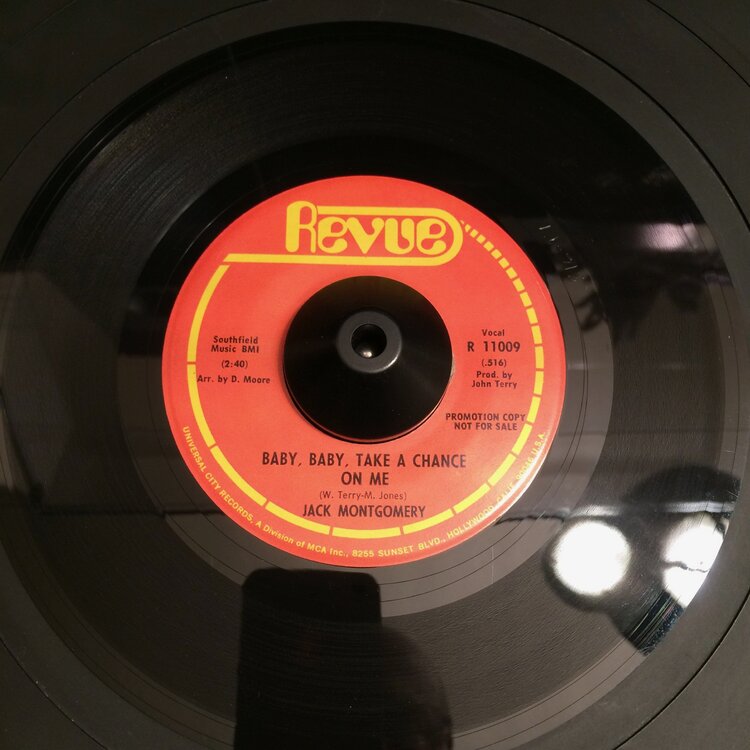 Revue
Southfield
Music BMI
(2:40)
Arr. by D. Moore
Vocal
R 11009
(.516)
Prod. by
John Terry
PROMOTION COPY
NOT FOR SALE
BABY, BABY, TAKE A CHANCE
ON ME
(W. Terry-M. Jones)
JACK MONTGOMERY
UNIVERSAL CITY RECORDS, A Division of MCA Inc., 8255 SUNSET BLVD., HOLLYWOOD, CALIF. U.S.A.